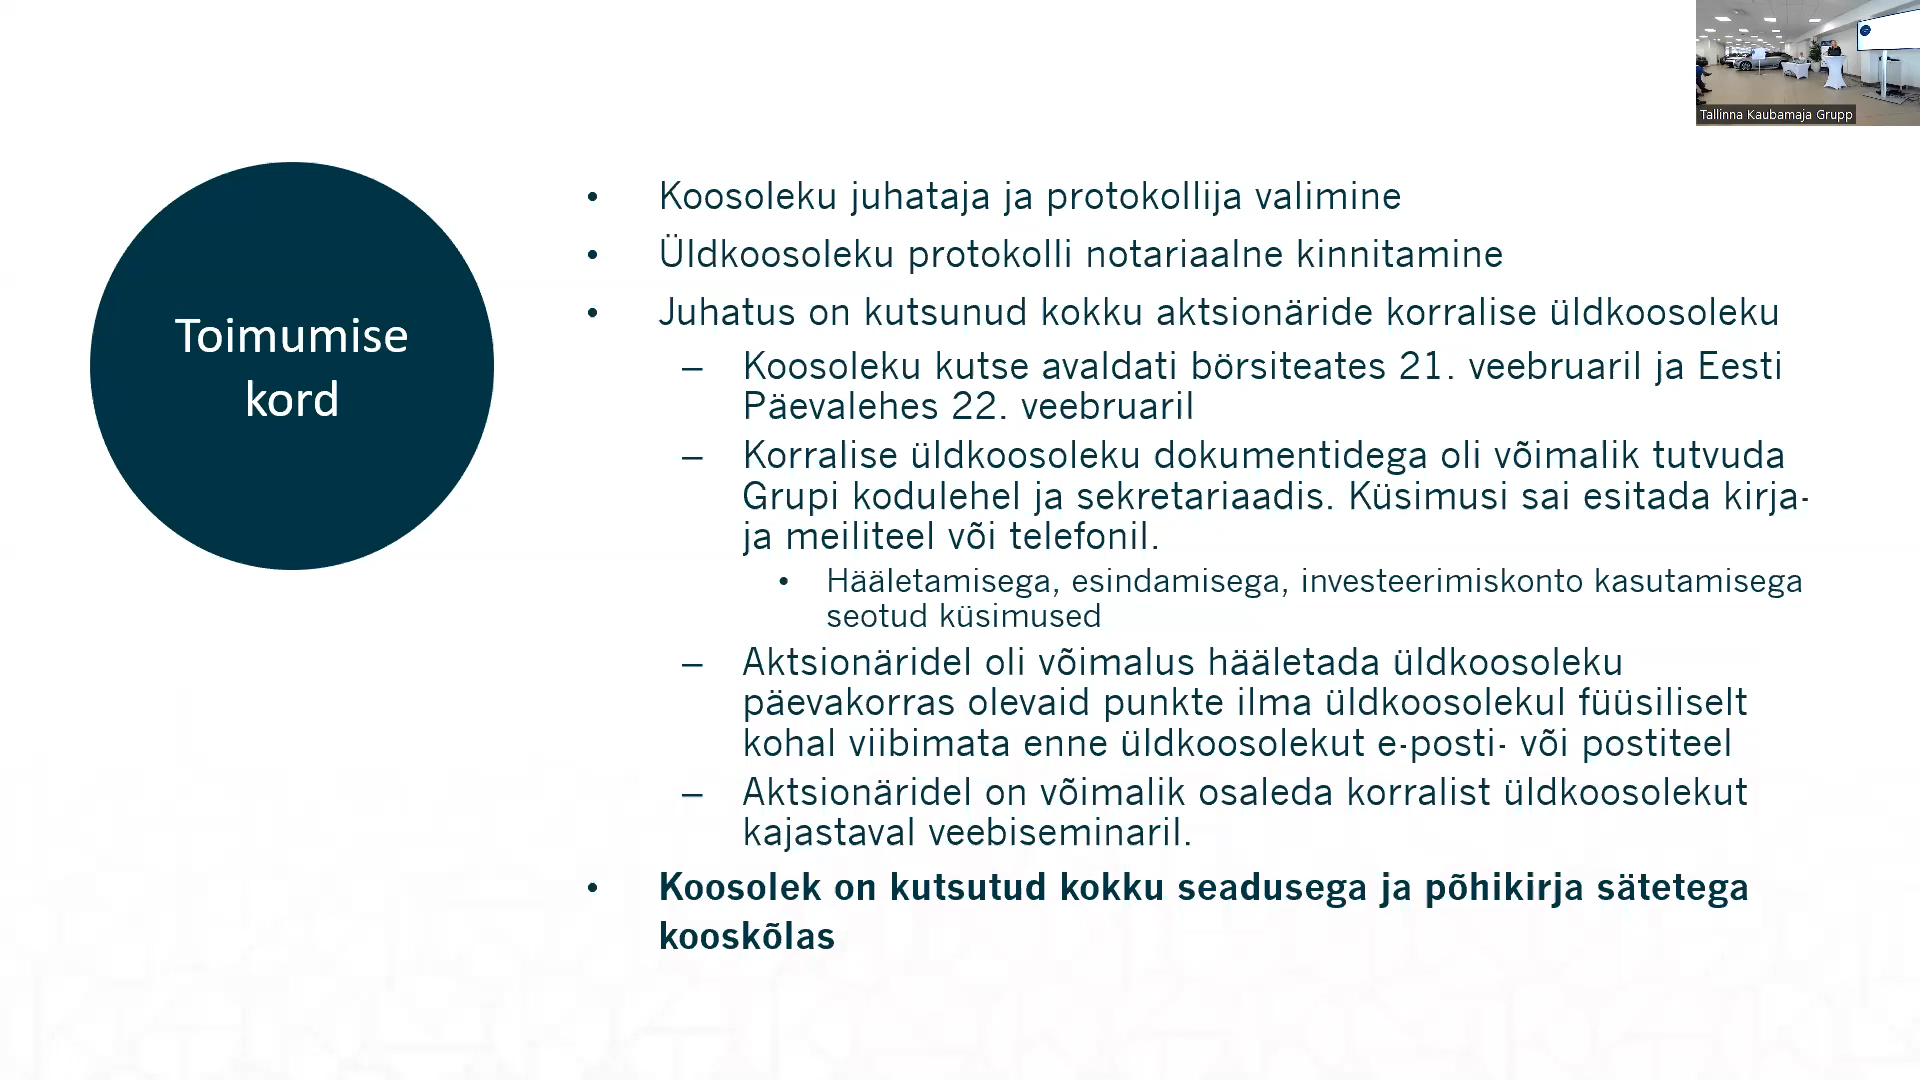 Tallinna Kaubamaja Grupp
Toimumise
kord
• Koosoleku juhataja ja protokollija valimine
• Üldkoosoleku protokolli notariaalne kinnitamine
• Juhatus on kutsunud kokku aktsionäride korralise üldkoosoleku
– Koosoleku kutse avaldati börsiteates 21. veebruaril ja Eesti
Päevalehes 22. veebruaril
– Korralise üldkoosoleku dokumentidega oli võimalik tutvuda
Grupi kodulehel ja sekretariaadis. Küsimusi sai esitada kirja-
ja meiliteel või telefonil.
• Hääletamisega, esindamisega, investeerimiskonto kasutamisega
seotud küsimused
– Aktsionäridel oli võimalus hääletada üldkoosoleku
päevakorras olevaid punkte ilma üldkoosolekul füüsiliselt
kohal viibimata enne üldkoosolekut e-posti- või postiteel
– Aktsionäridel on võimalik osaleda korralist üldkoosolekut
kajastaval veebiseminaril.
• Koosolek on kutsutud kokku seadusega ja põhikirja sätetega
kooskõlas